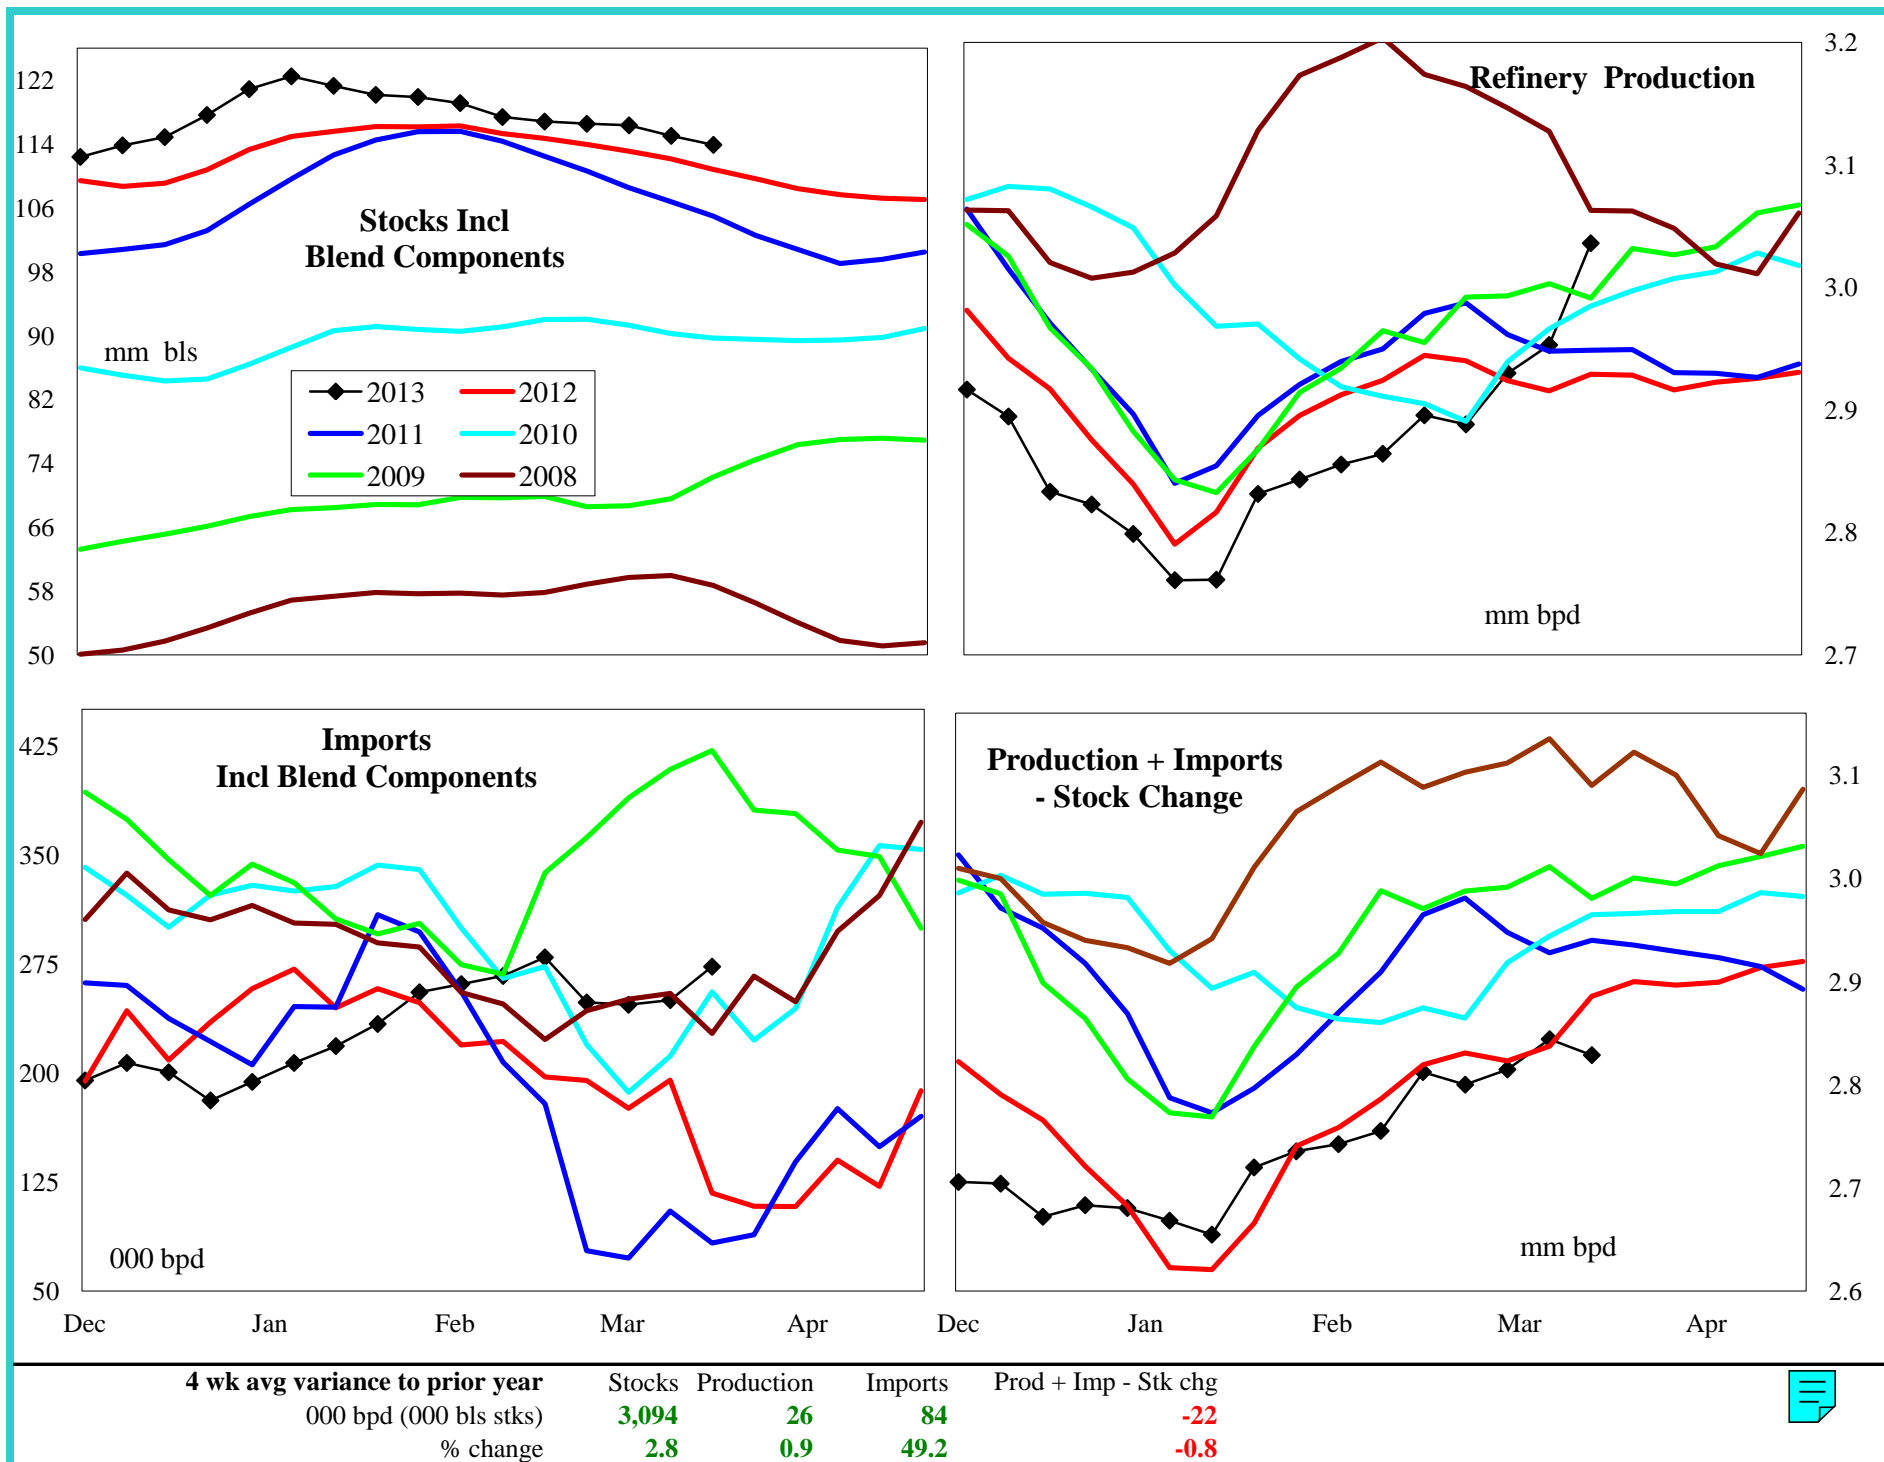 122
114
106
98
90
82
74
66
58
50
Stocks Incl
Blend Components
mm bls
2013 2012
2011 2010
2009 2008
Refinery Production
mm bpd
3.2
3.1
3.0
2.9
2.8
2.7
425
350
275
200
125
50
Imports
Incl Blend Components
000 bpd
Dec Jan Feb Mar Apr
Production + Imports
- Stock Change
mm bpd
3.1
3.0
2.9
2.8
2.7
2.6
Dec Jan Feb Mar Apr
4 wk avg variance to prior year Stocks Production Imports Prod + Imp - Stk chg
000 bpd (000 bls stks) 3,094 26 84 -22
% change 2.8 0.9 49.2 -0.8